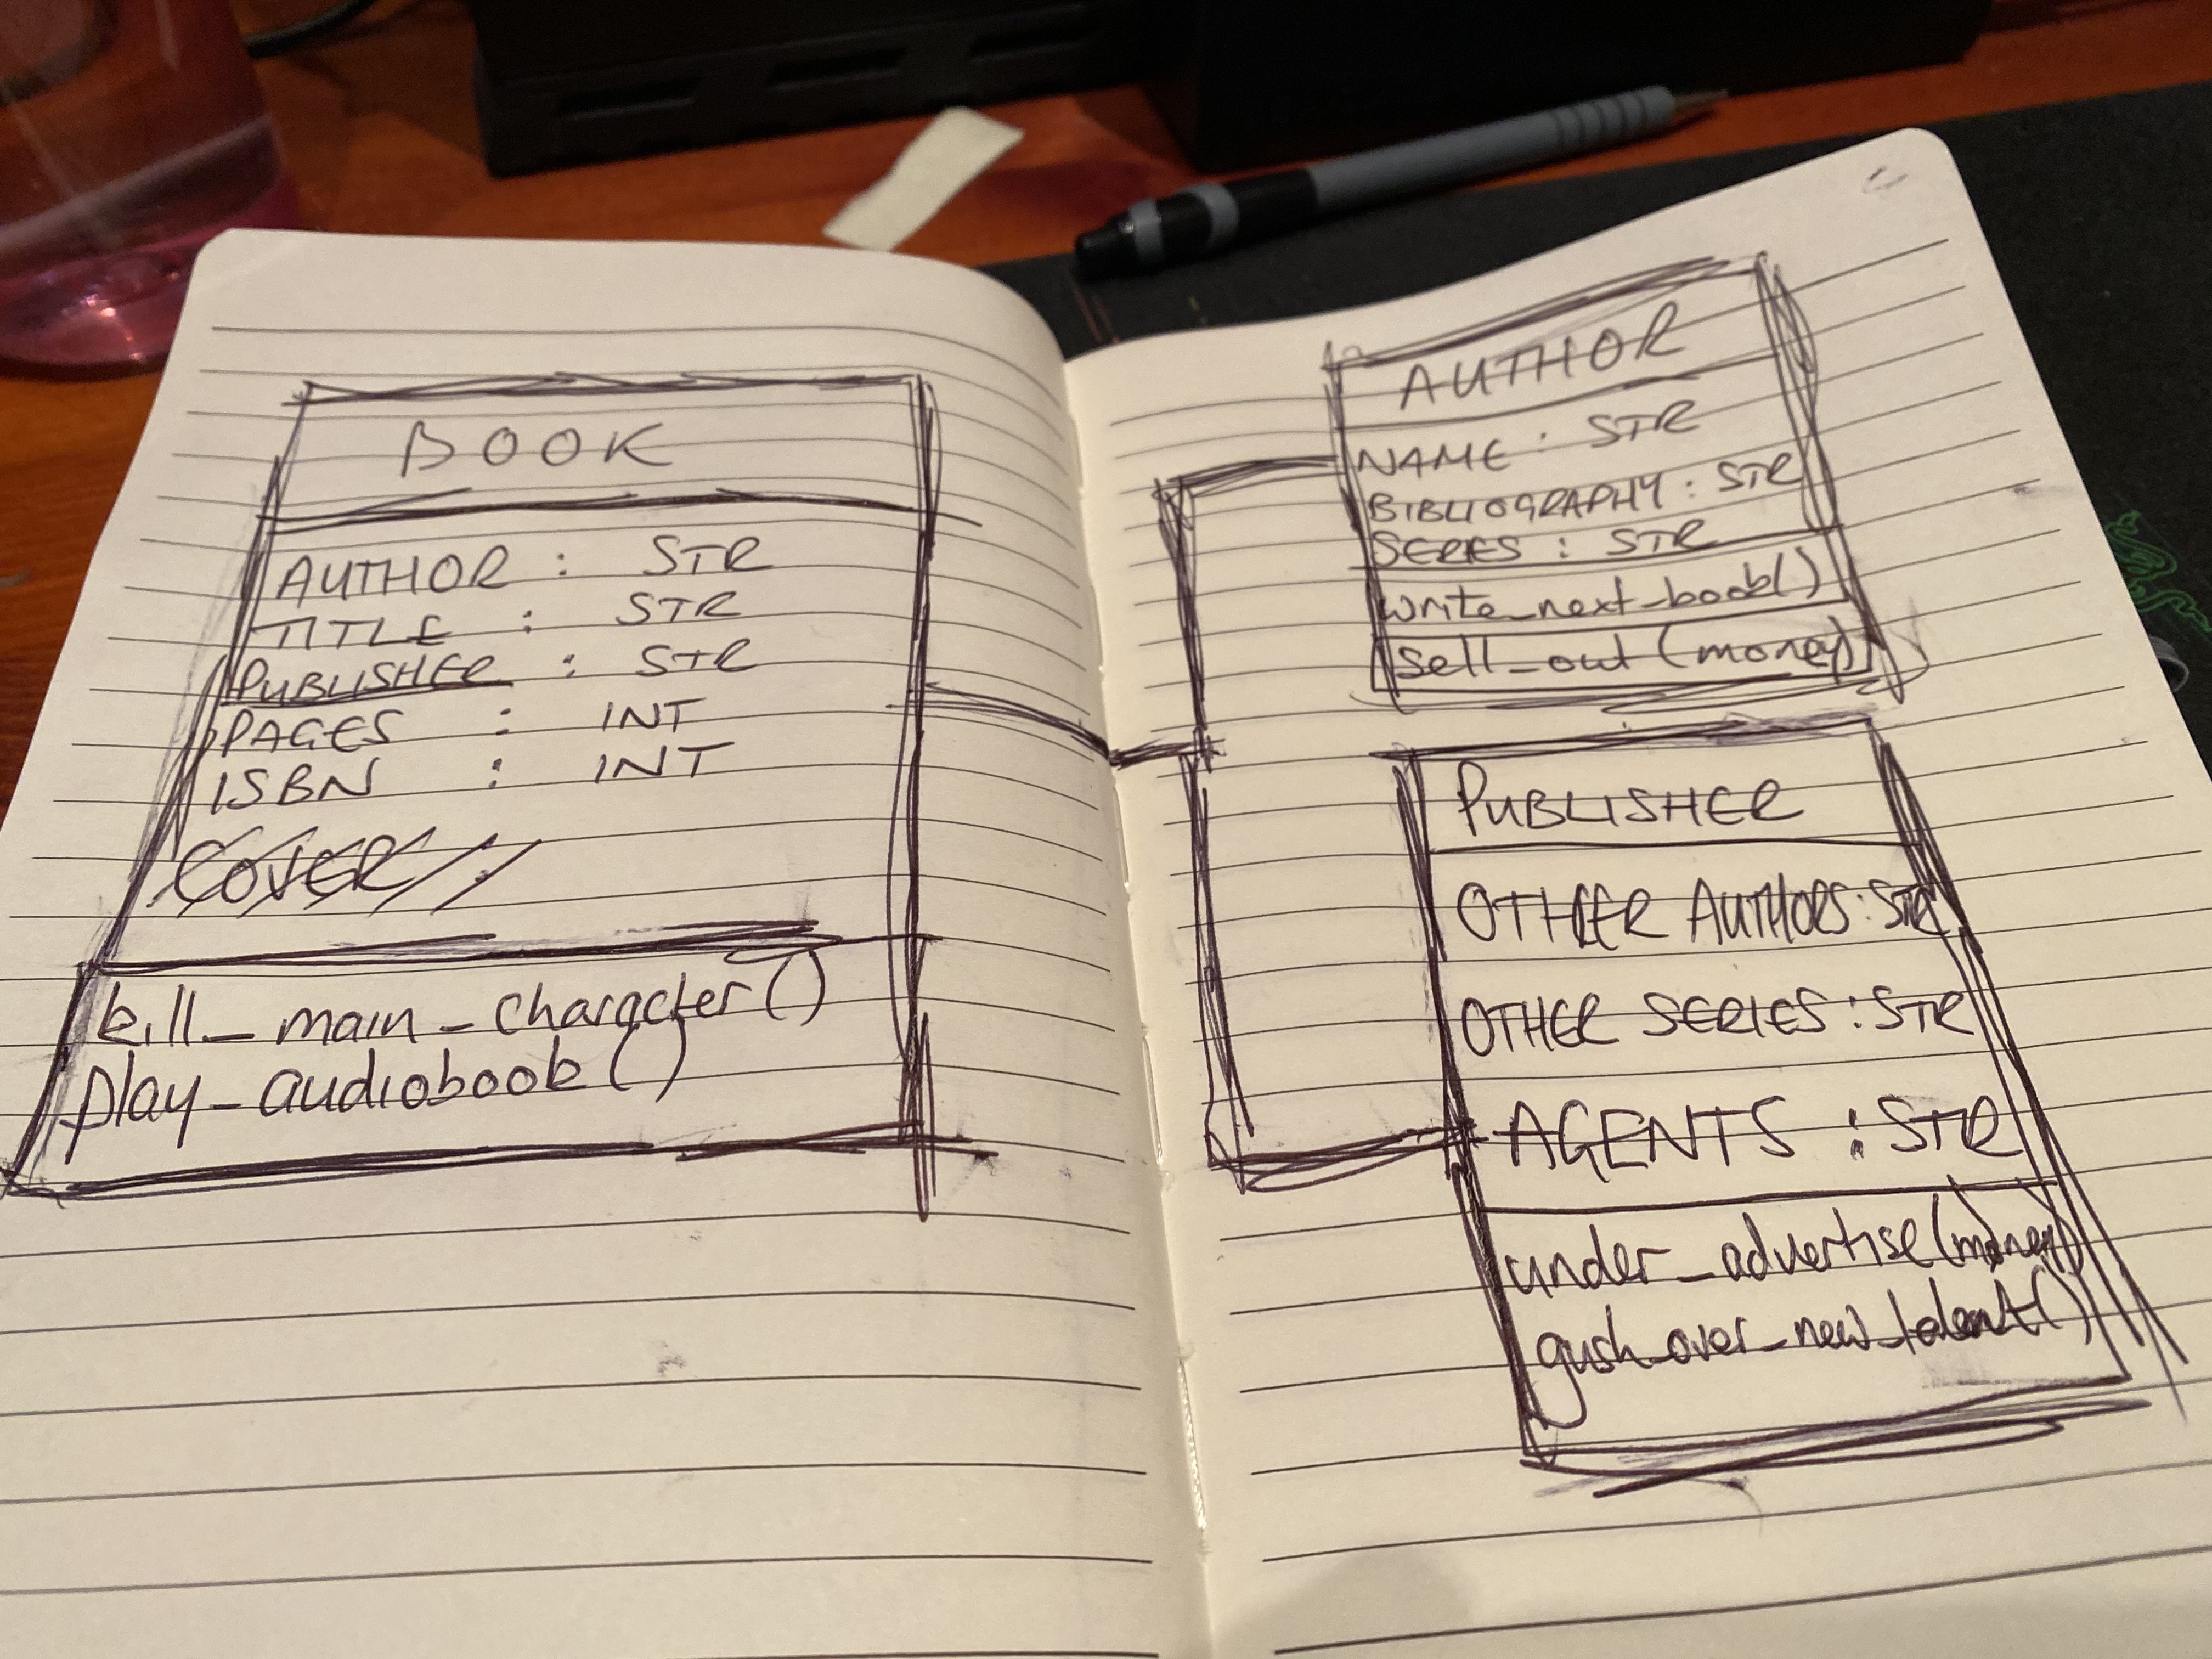 BOOK
AUTHOR : STR
TITLE : STR
PUBLISHER : STR
PAGES : INT
ISBN : INT
COVER :
kill_main_character()
play_audiobook()
AUTHOR
NAME : STR
BIBLIOGRAPHY : STR
SERIES : STR
write_next_book()
sell_out(money)
PUBLISHER
OTHER AUTHORS : STR
OTHER SERIES : STR
AGENTS : STR
under_advertise(money)
gush_over_new_talent()